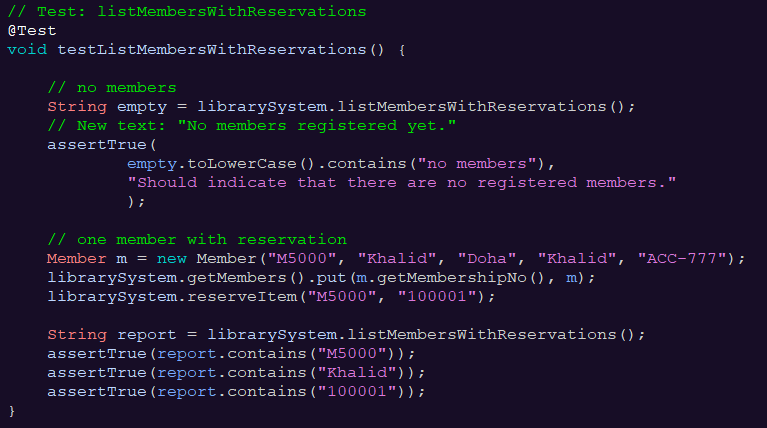 // Test: listMembersWithReservations
@Test
void testListMembersWithReservations() {
// no members
String empty = librarySystem.listMembersWithReservations();
// New text: "No members registered yet."
assertTrue(
empty.toLowerCase().contains("no members"),
"Should indicate that there are no registered members."
);
// one member with reservation
Member m = new Member("M5000", "Khalid", "Doha", "Khalid", "ACC-777");
librarySystem.getMembers().put(m.getMembershipNo(), m);
librarySystem.reserveItem("M5000", "100001");
String report = librarySystem.listMembersWithReservations();
assertTrue(report.contains("M5000"));
assertTrue(report.contains("Khalid"));
assertTrue(report.contains("100001"));
}